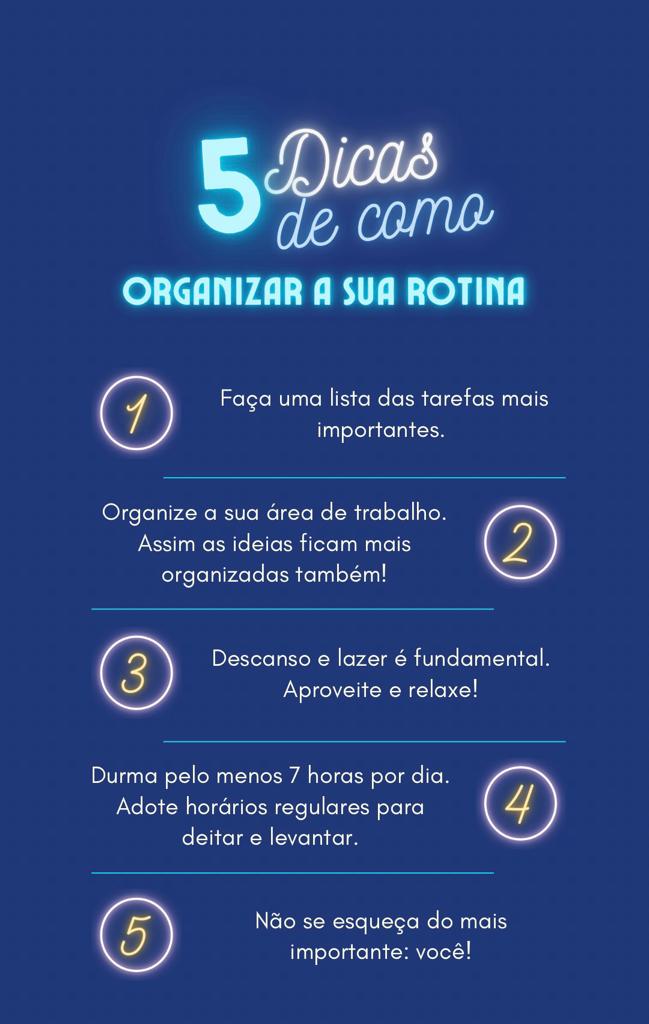 5 Dicas
de como
ORGANIZAR A SUA ROTINA
1
Faça uma lista das tarefas mais
importantes.
2
Organize a sua área de trabalho.
Assim as ideias ficam mais
organizadas também!
3
Descanso e lazer é fundamental.
Aproveite e relaxe!
4
Durma pelo menos 7 horas por dia.
Adote horários regulares para
deitar e levantar.
5
Não se esqueça do mais
importante: você!